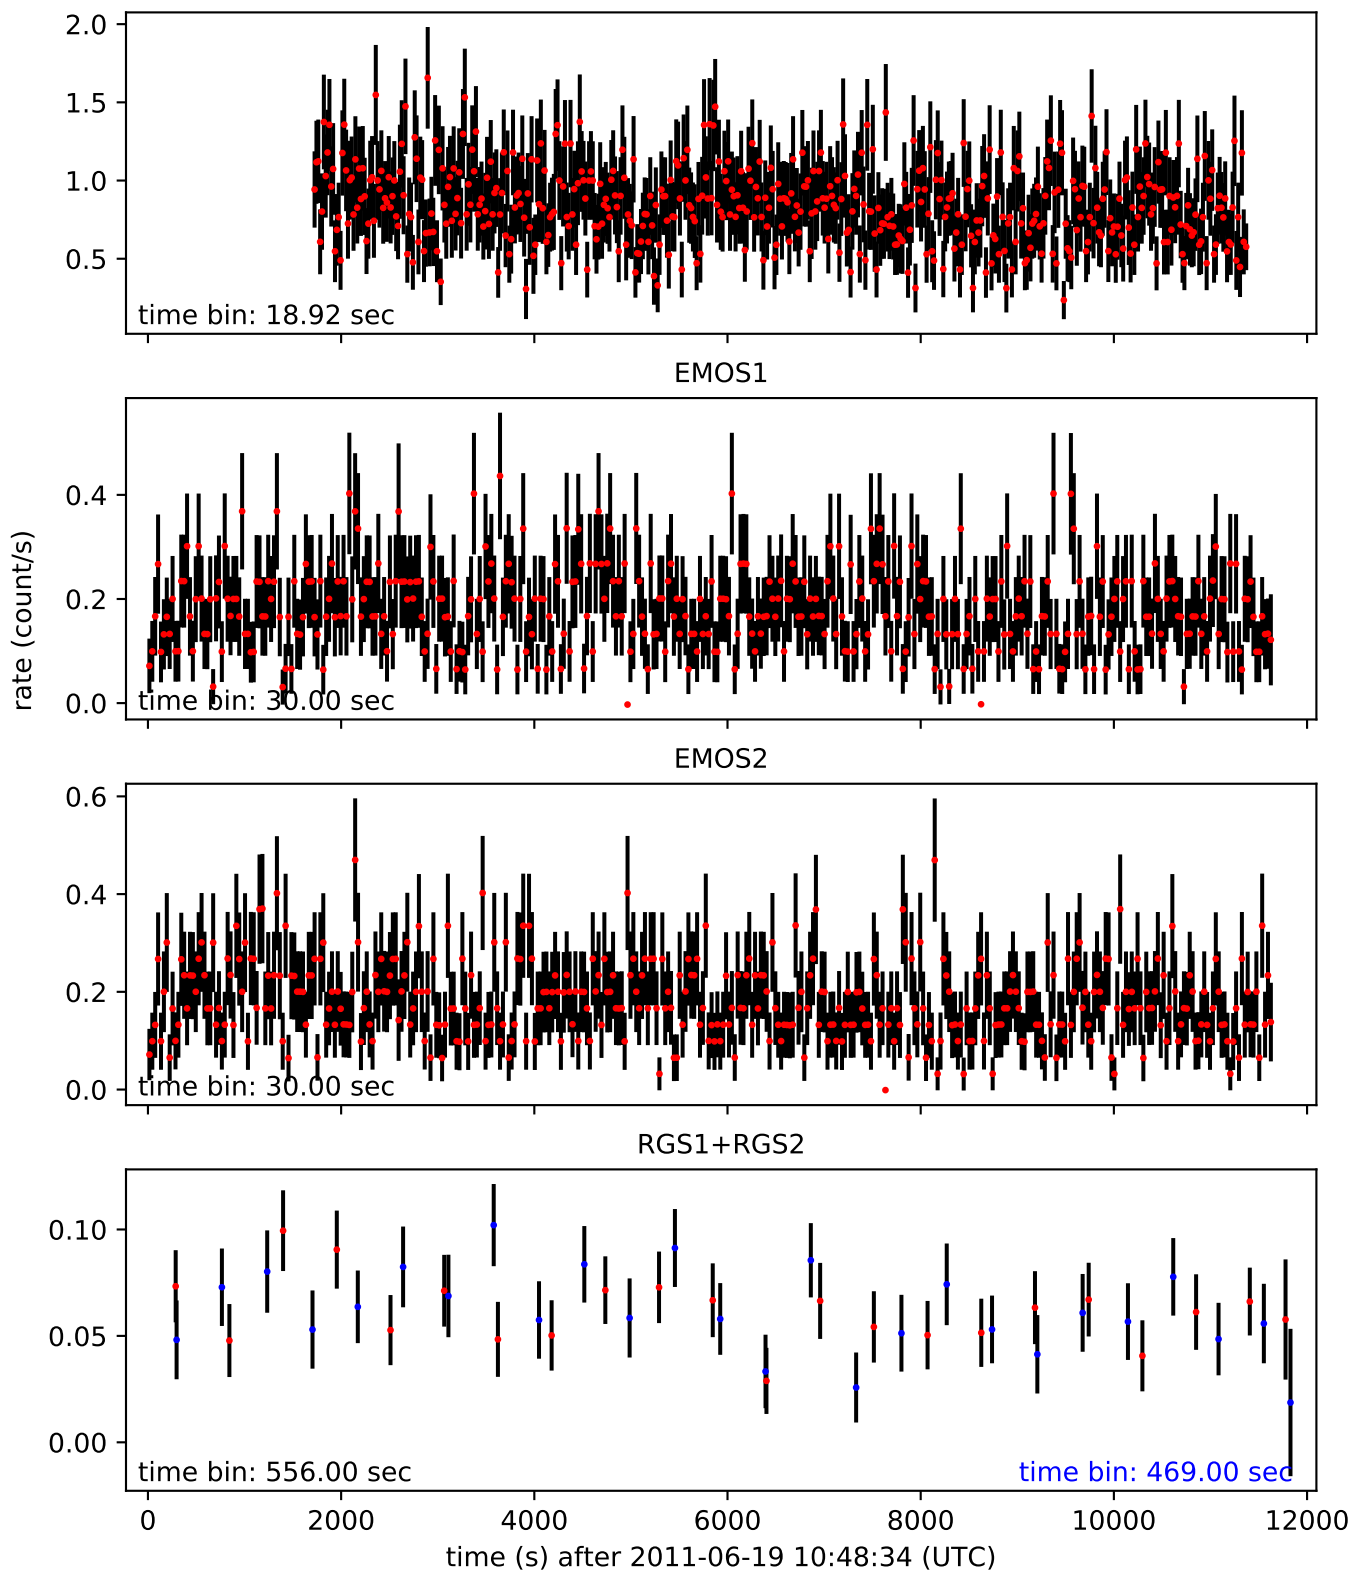 2.0
1.5
1.0
0.5
time bin: 18.92 sec
EMOS1
0.4
0.2
0.0
time bin: 30.00 sec
rate (count/s)
EMOS2
0.6
0.4
0.2
0.0
time bin: 30.00 sec
RGS1+RGS2
0.10
0.05
0.00
time bin: 556.00 sec
time bin: 469.00 sec
0 2000 4000 6000 8000 10000 12000
time (s) after 2011-06-19 10:48:34 (UTC)